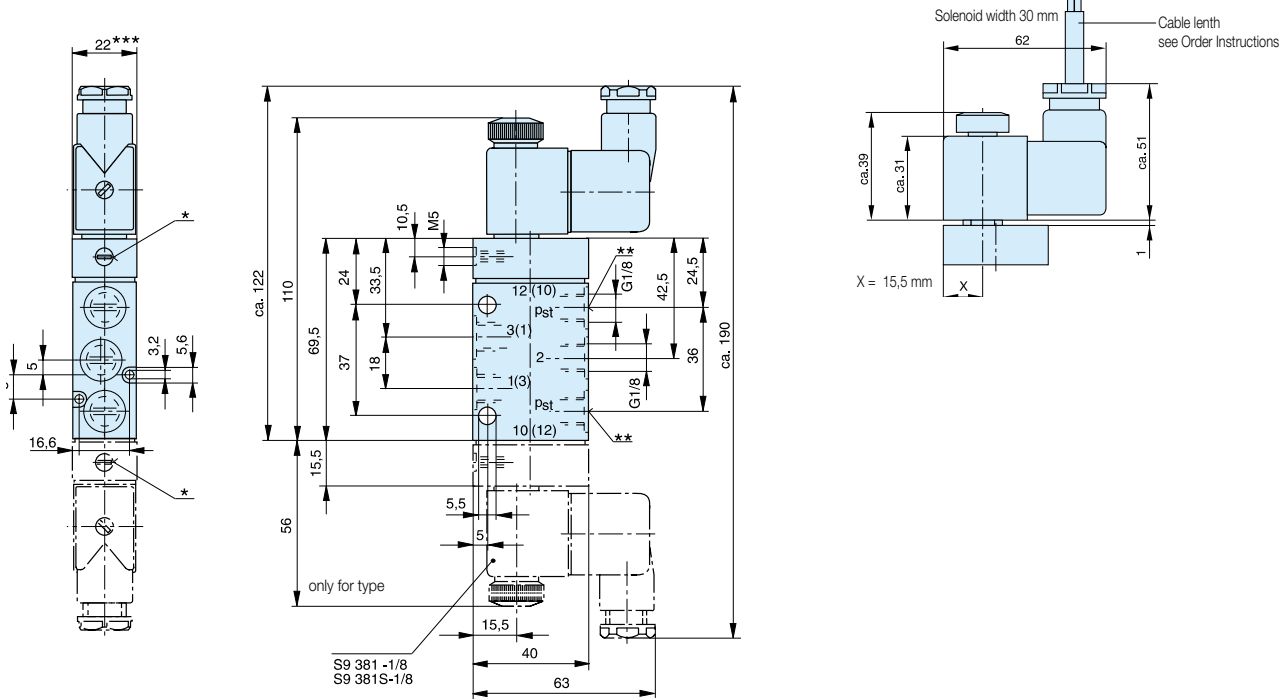 22***
*
5
3,2
5,6
16,6
*
ca. 122
110
69,5
24
37
10,5
33,5
18
M5
12 (10)
Pst
3(1)
2
1(3)
Pst
10 (12)
**
G1/8
42,5
24,5
36
G1/8
**
ca. 190
15,5
56
5,5
5
only for type
15,5
40
63
S9 381 -1/8
S9 381S-1/8
Solenoid width 30 mm
62
Cable lenth
see Order Instructions
ca.39
ca. 31
ca. 51
1
X = 15,5 mm
X